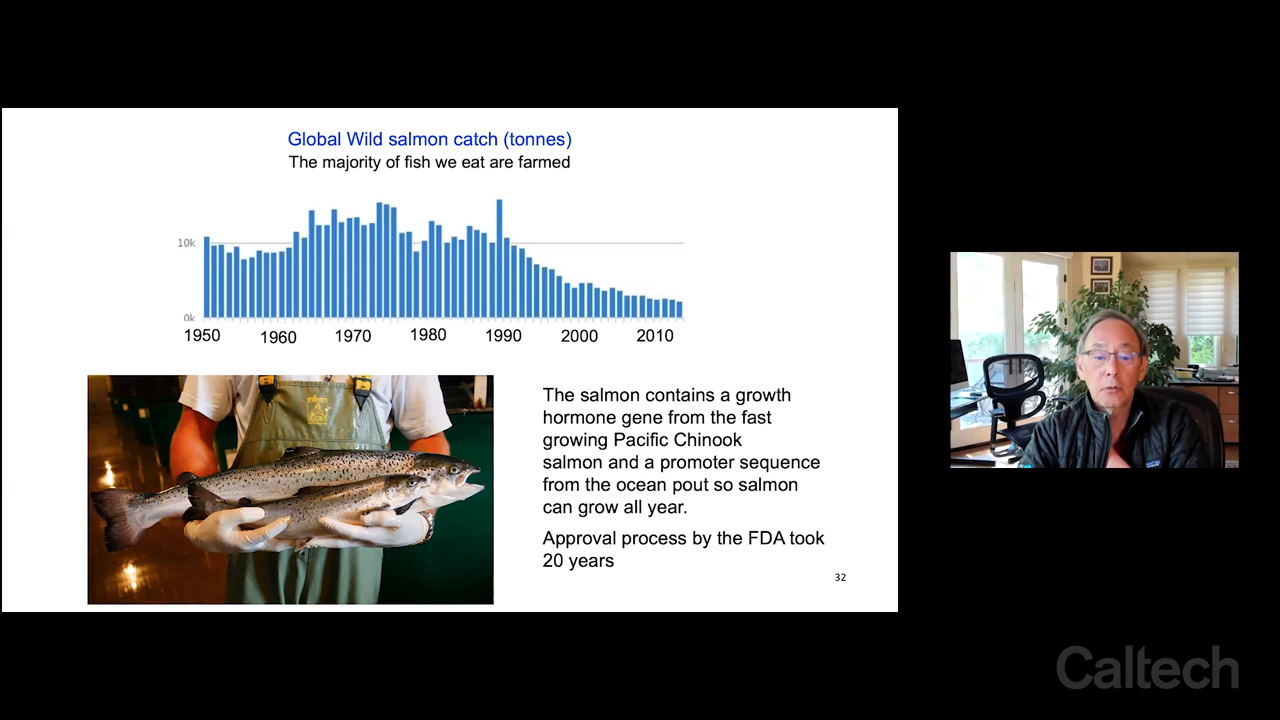 Global Wild salmon catch (tonnes)
The majority of fish we eat are farmed
10k
0k
1950 1960 1970 1980 1990 2000 2010
The salmon contains a growth
hormone gene from the fast
growing Pacific Chinook
salmon and a promoter sequence
from the ocean pout so salmon
can grow all year.
Approval process by the FDA took
20 years
32
Caltech